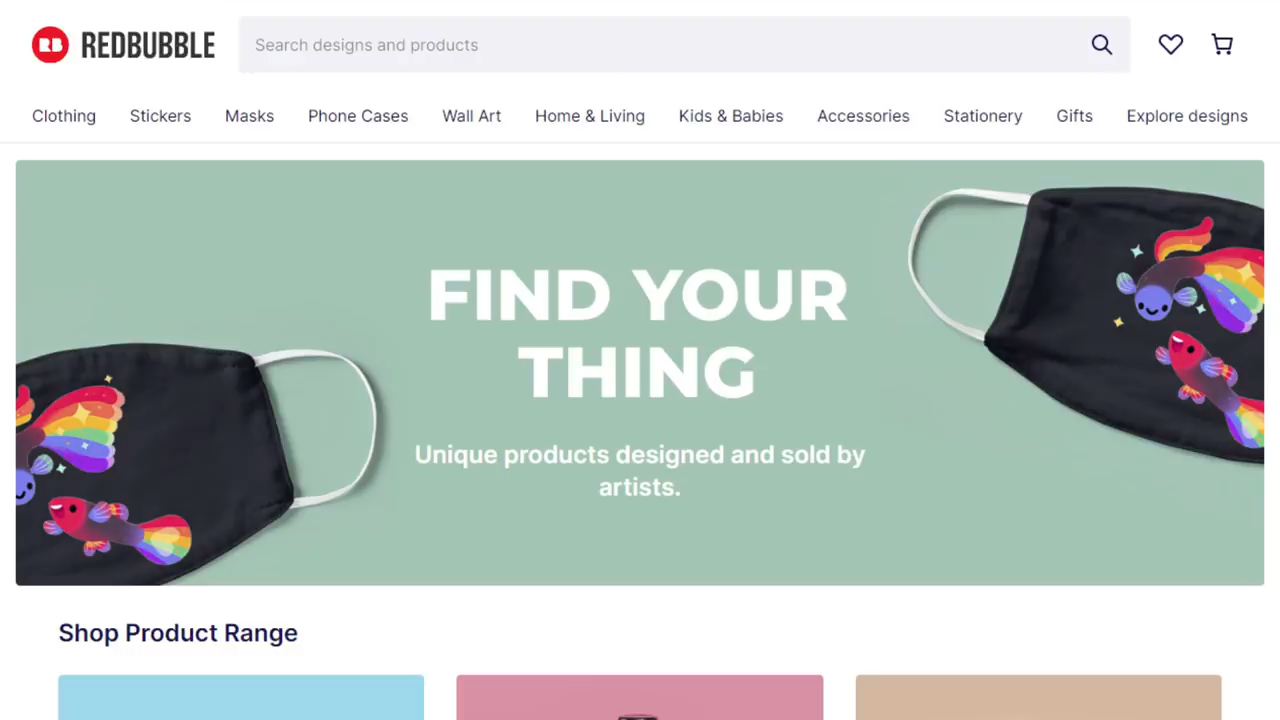 RB REDBUBBLE
Search designs and products
Clothing Stickers Masks Phone Cases Wall Art Home & Living Kids & Babies Accessories Stationery Gifts Explore designs
FIND YOUR
THING
Unique products designed and sold by
artists.
Shop Product Range